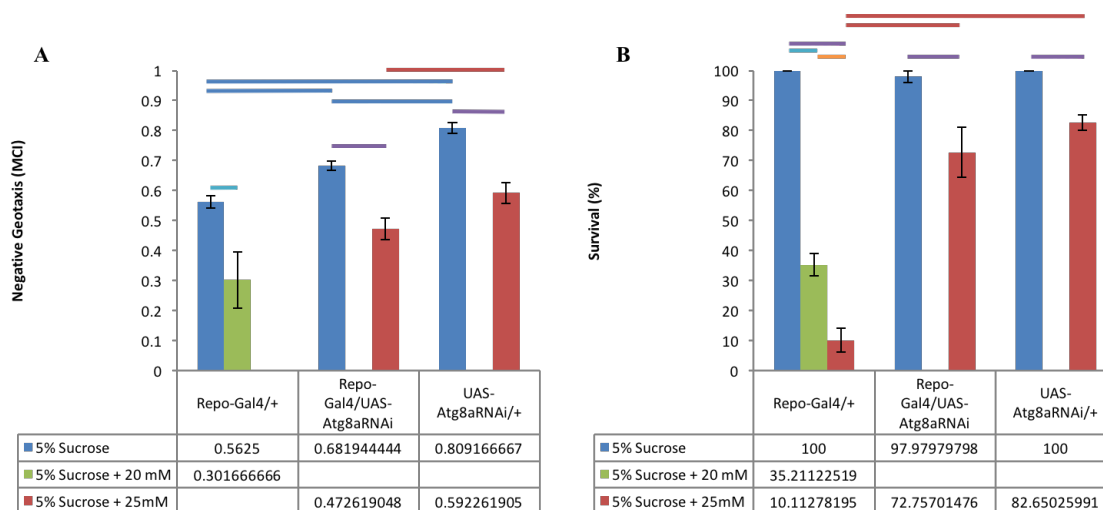 A
Negative Geotaxis (MCI)
1
0.9
0.8
0.7
0.6
0.5
0.4
0.3
0.2
0.1
0
Repo-Gal4/+
Repo-
Gal4/UAS-
Atg8aRNAi
UAS-
Atg8aRNAi/+
5% Sucrose 0.5625 0.681944444 0.809166667
5% Sucrose + 20 mM 0.301666666
5% Sucrose + 25mM 0.472619048 0.592261905
B
Survival (%)
100
90
80
70
60
50
40
30
20
10
0
Repo-Gal4/+
Repo-
Gal4/UAS-
Atg8aRNAi
UAS-
Atg8aRNAi/+
5% Sucrose 100 97.97979798 100
5% Sucrose + 20 mM 35.21122519
5% Sucrose + 25mM 10.11278195 72.75701476 82.65025991